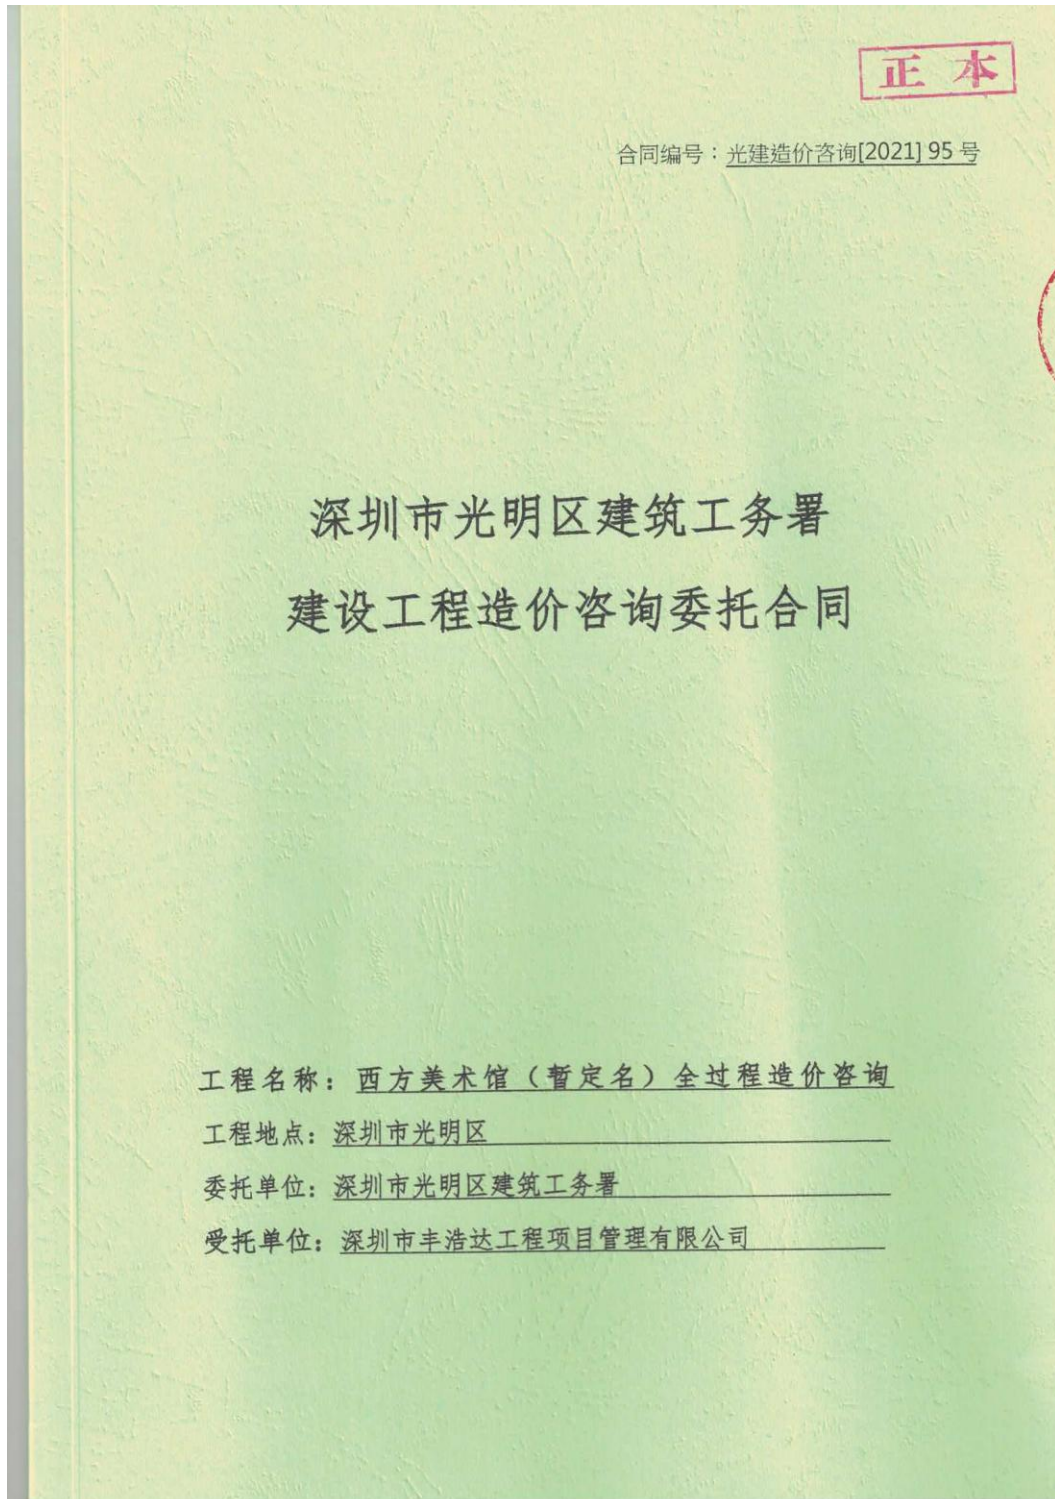 正本
合同编号：光建造价咨询[2021] 95 号
深圳市光明区建筑工务署
建设工程造价咨询委托合同
工程名称：西方美术馆（暂定名）全过程造价咨询
工程地点：深圳市光明区
委托单位：深圳市光明区建筑工务署
受托单位：深圳市丰浩达工程项目管理有限公司